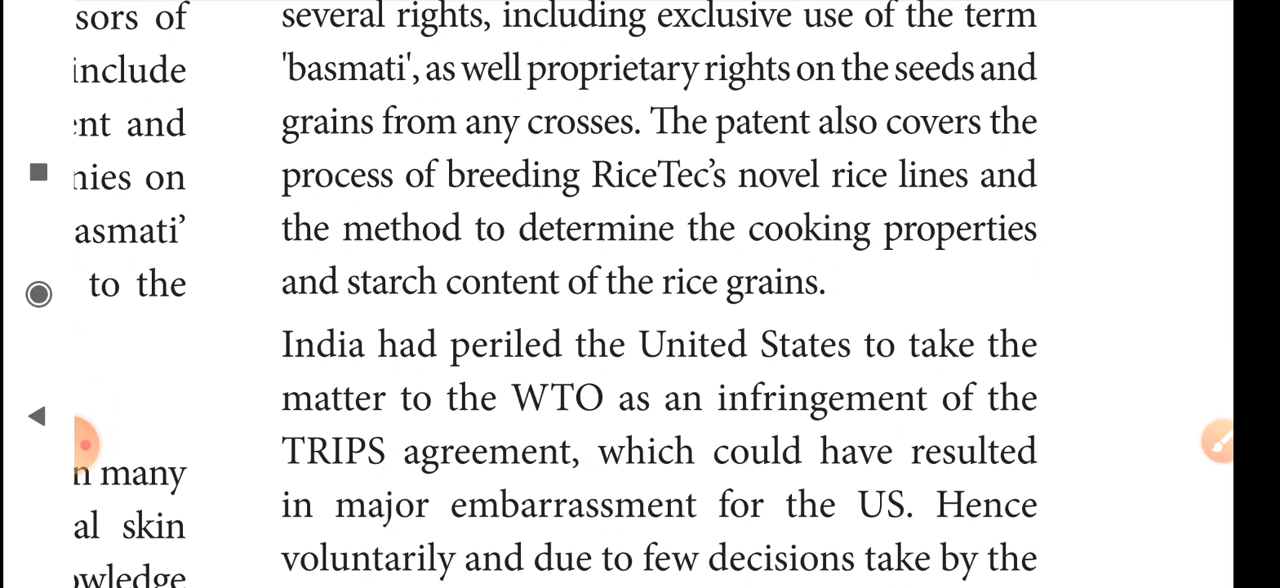 sors of
include
and
on
to the
many
skin
several rights, including exclusive use of the term
'basmati', as well proprietary rights on the seeds and
grains from any crosses. The patent also covers the
process of breeding RiceTec's novel rice lines and
the method to determine the cooking properties
and starch content of the rice grains.
India had periled the United States to take the
matter to the WTO as an infringement of the
TRIPS agreement, which could have resulted
in major embarrassment for the US. Hence
voluntarily and due to few decisions take by the